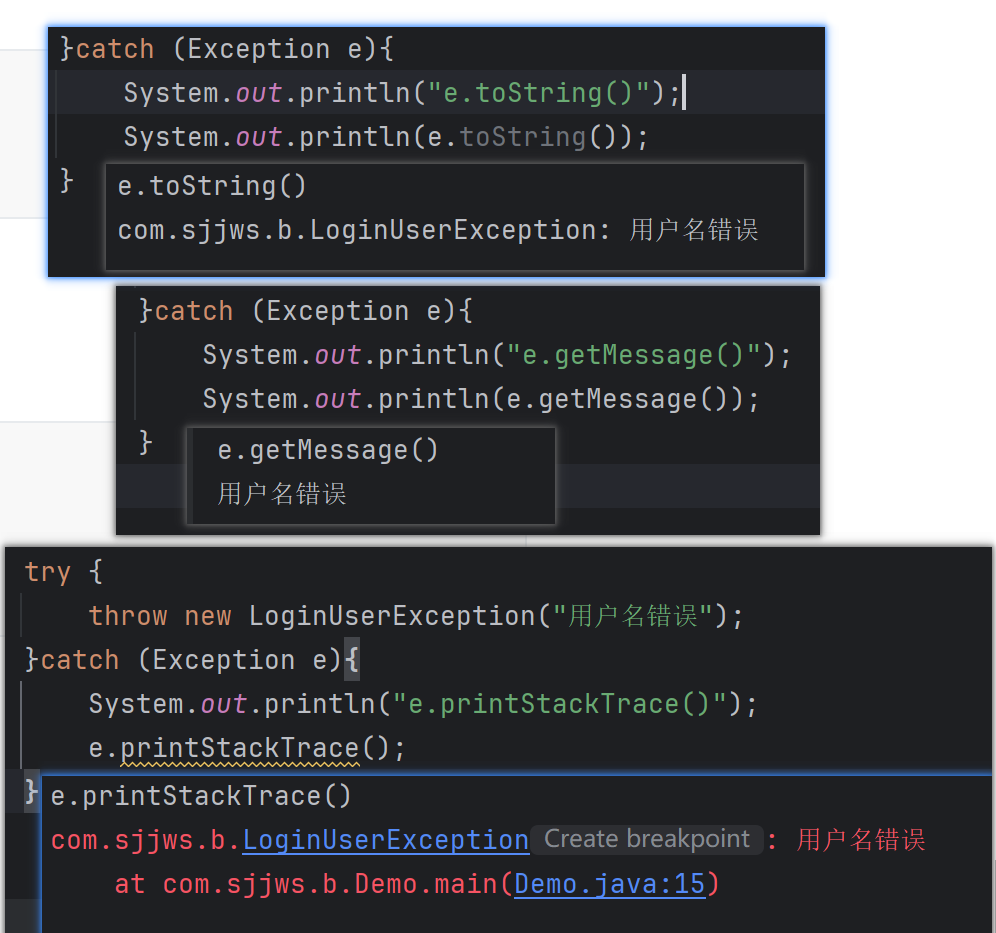 }catch (Exception e){
System.out.println("e.toString()");
System.out.println(e.toString());
}
e.toString()
com.sjjws.b.LoginUserException: 用户名错误
}catch (Exception e){
System.out.println("e.getMessage()");
System.out.println(e.getMessage());
}
e.getMessage()
用户名错误
try {
throw new LoginUserException("用户名错误");
}catch (Exception e){
System.out.println("e.printStackTrace()");
e.printStackTrace();
}
e.printStackTrace()
com.sjjws.b.LoginUserException Create breakpoint : 用户名错误
at com.sjjws.b.Demo.main(Demo.java:15)